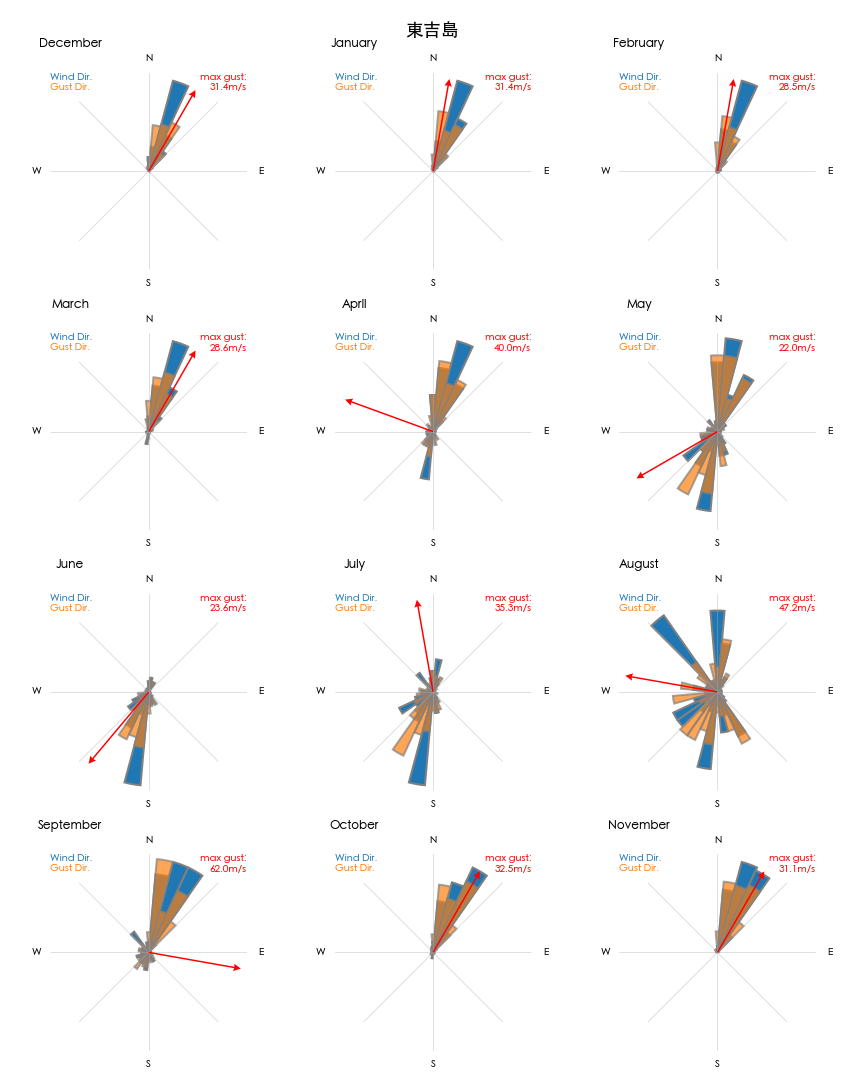 東吉島
December
N
Wind Dir.
Gust Dir.
max gust:
31.4m/s
W
E
S
January
N
Wind Dir.
Gust Dir.
max gust:
31.4m/s
W
E
S
February
N
Wind Dir.
Gust Dir.
max gust:
28.5m/s
W
E
S
March
N
Wind Dir.
Gust Dir.
max gust:
28.6m/s
W
E
S
April
N
Wind Dir.
Gust Dir.
max gust:
40.0m/s
W
E
S
May
N
Wind Dir.
Gust Dir.
max gust:
22.0m/s
W
E
S
June
N
Wind Dir.
Gust Dir.
max gust:
23.6m/s
W
E
S
July
N
Wind Dir.
Gust Dir.
max gust:
35.3m/s
W
E
S
August
N
Wind Dir.
Gust Dir.
max gust:
47.2m/s
W
E
S
September
N
Wind Dir.
Gust Dir.
max gust:
62.0m/s
W
E
S
October
N
Wind Dir.
Gust Dir.
max gust:
32.5m/s
W
E
S
November
N
Wind Dir.
Gust Dir.
max gust:
31.1m/s
W
E
S